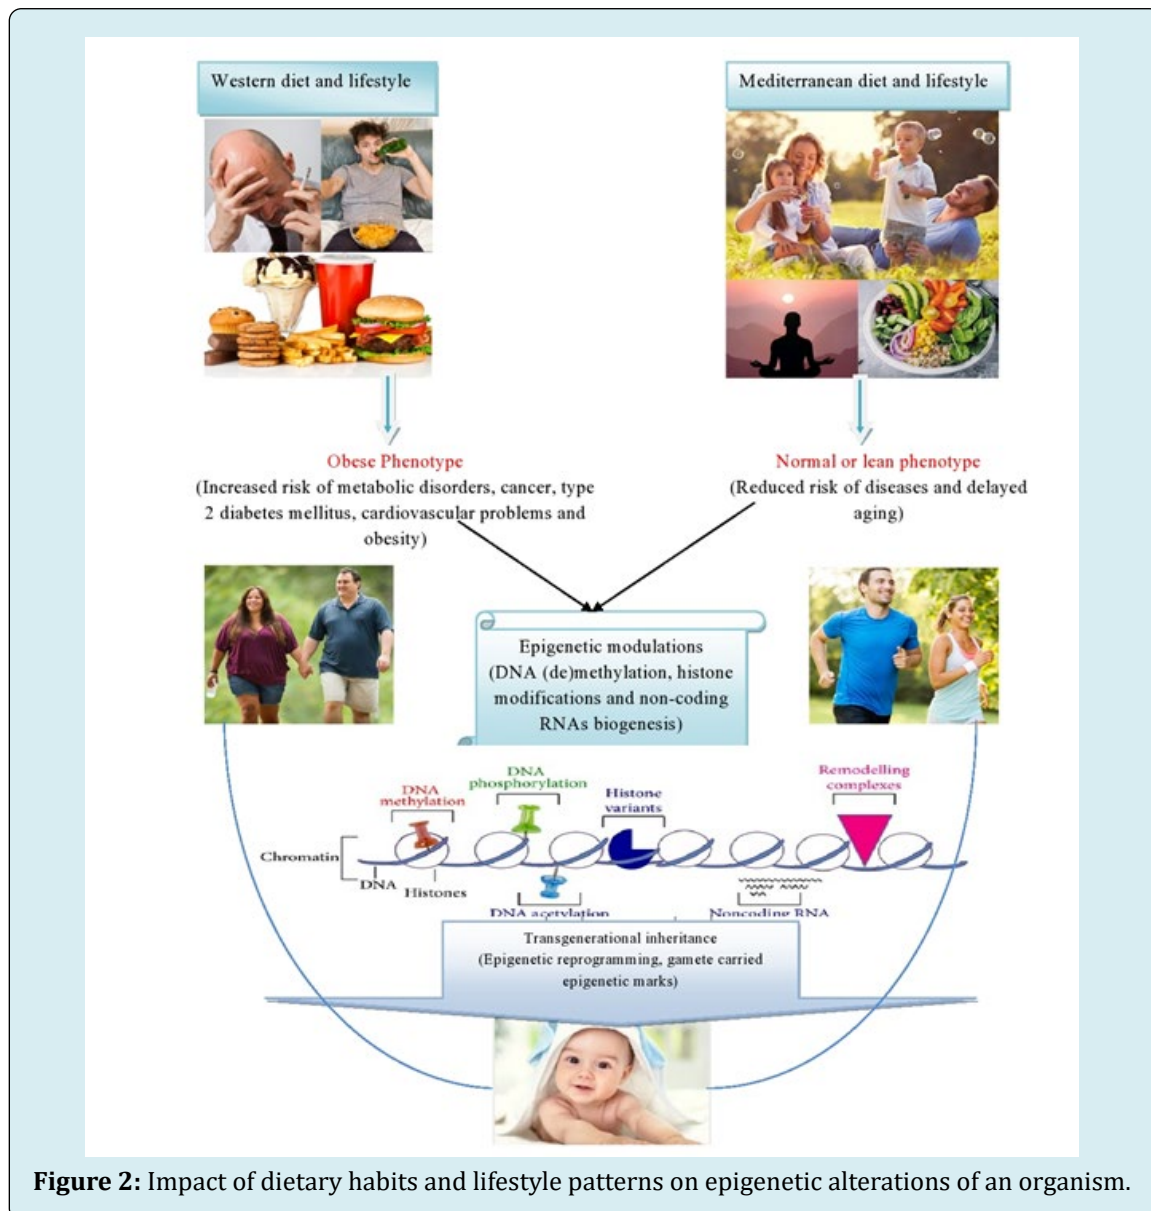 Western diet and lifestyle
Mediterranean diet and lifestyle
Obese Phenotype
(Increased risk of metabolic disorders, cancer, type
2 diabetes mellitus, cardiovascular problems and
obesity)
Normal or lean phenotype
(Reduced risk of diseases and delayed
aging)
Epigenetic modulations
(DNA (de)methylation, histone
modifications and non-coding
RNAs biogenesis)
DNA
methylation
DNA
phosphorylation
Histone
variants
Remodelling
complexes
Chromatin
DNA
Histones
DNA acetylation
Noncoding RNA
Transgenerational inheritance
(Epigenetic reprogramming, gamete carried
epigenetic marks)
Figure 2: Impact of dietary habits and lifestyle patterns on epigenetic alterations of an organism.